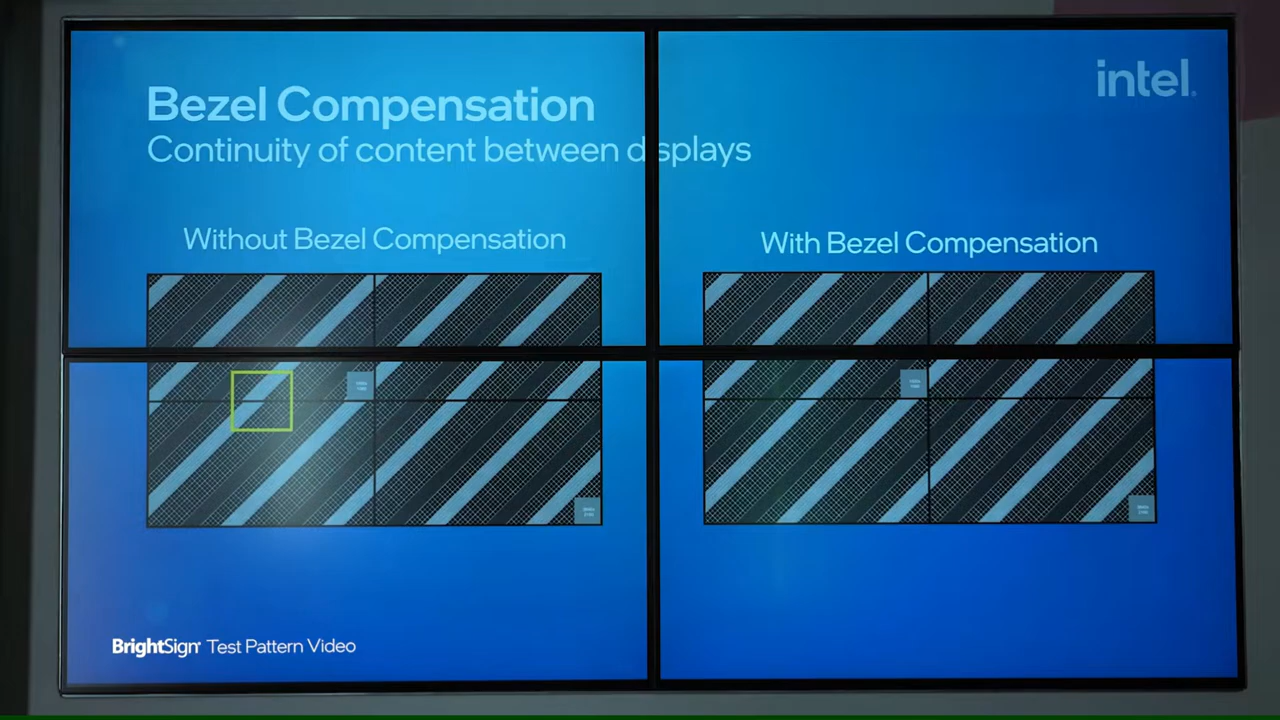 intel.
Bezel Compensation
Continuity of content between displays
Without Bezel Compensation
With Bezel Compensation
BrightSign® Test Pattern Video